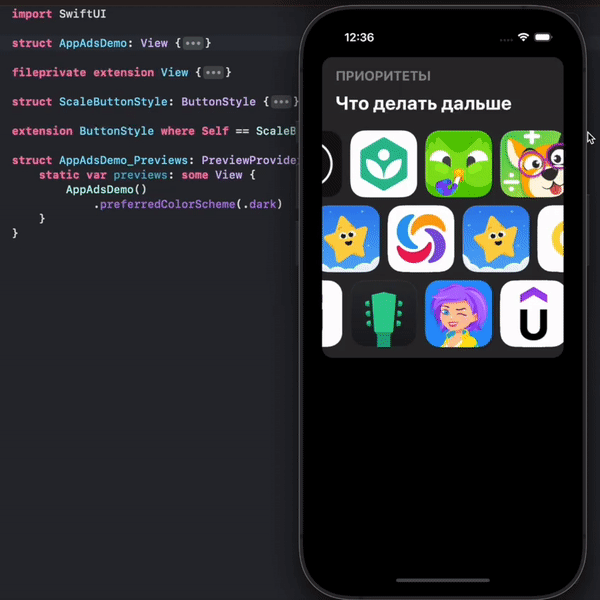 import SwiftUI
struct AppAdsDemo: View {•••}
fileprivate extension View {•••}
struct ScaleButtonStyle: ButtonStyle {•••}
extension ButtonStyle where Self == ScaleB
struct AppAdsDemo_Previews: PreviewProvide
static var previews: some View {
AppAdsDemo()
.preferredColorScheme(.dark)
}
}
12:36
ПРИОРИТЕТЫ
Что делать дальше